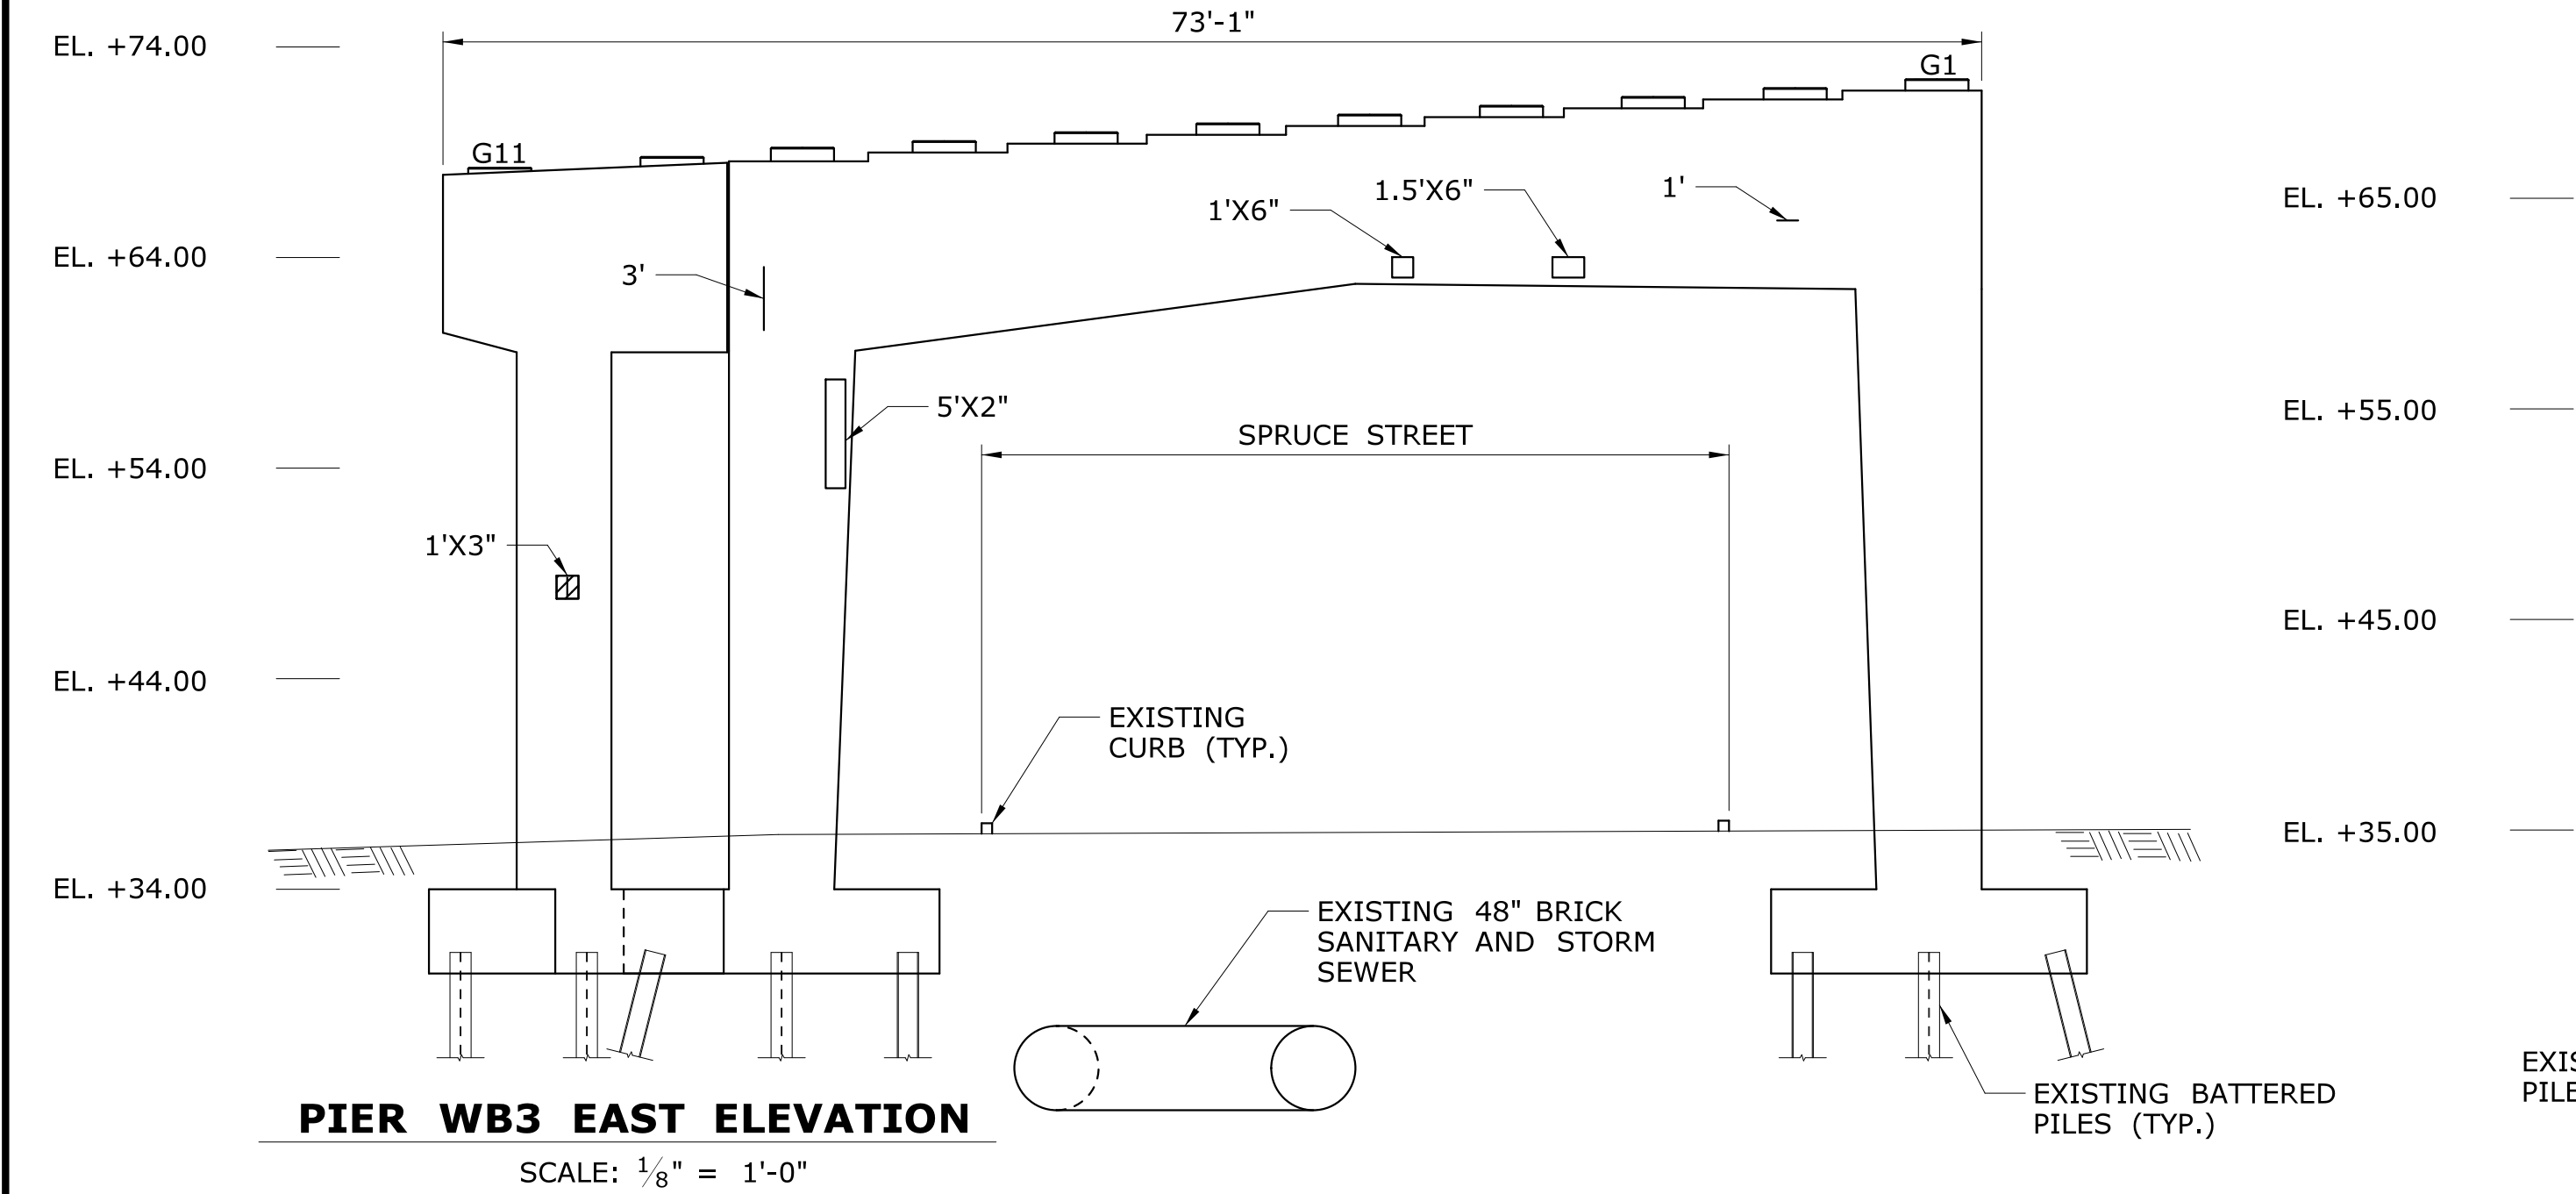 73'-1"
EL. +74.00
G1
G11
1.5'X6"
1'
1'X6"
EL. +65.00
EL. +64.00
3'
5'X2"
EL. +55.00
SPRUCE STREET
EL. +54.00
1'X3"
EL. +45.00
EL. +44.00
EXISTING
CURB (TYP.)
EL. +35.00
EL. +34.00
EXISTING 48" BRICK
SANITARY AND STORM
SEWER
EXISTING BATTERED
PILES (TYP.)
PIER WB3 EAST ELEVATION
SCALE: 1/8" = 1'-0"